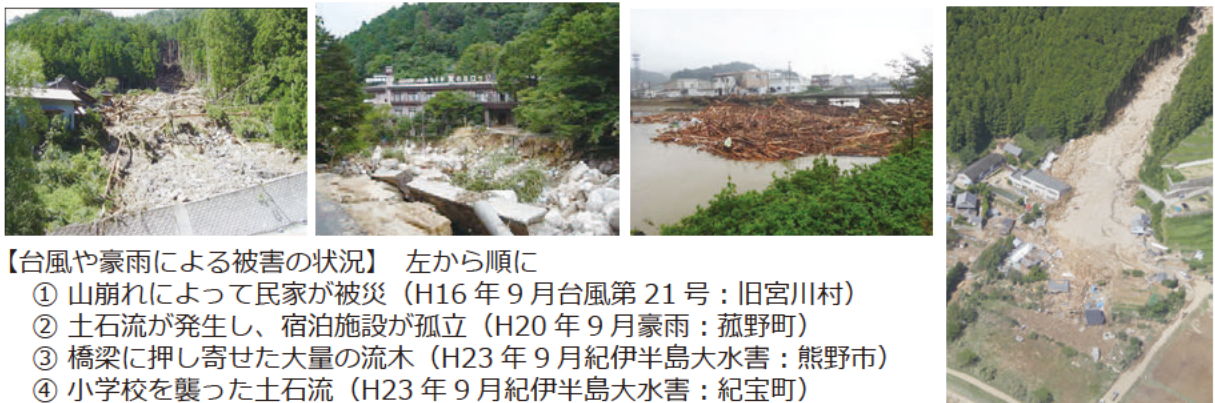 【台風や豪雨による被害の状況】 左から順に
① 山崩れによって民家が被災（H16 年 9 月台風第 21 号：旧宮川村）
② 土石流が発生し、宿泊施設が孤立（H20 年 9 月豪雨：菰野町）
③ 橋梁に押し寄せた大量の流木（H23 年 9 月紀伊半島大水害：熊野市）
④ 小学校を襲った土石流（H23 年 9 月紀伊半島大水害：紀宝町）